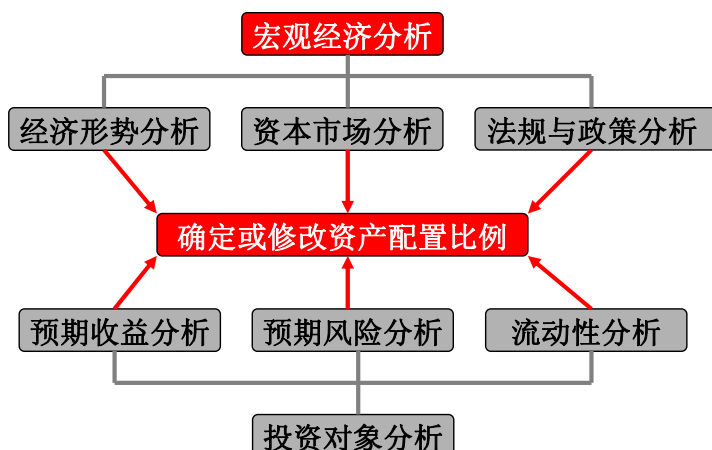 宏观经济分析
经济形势分析
资本市场分析
法规与政策分析
确定或修改资产配置比例
预期收益分析
预期风险分析
流动性分析
投资对象分析